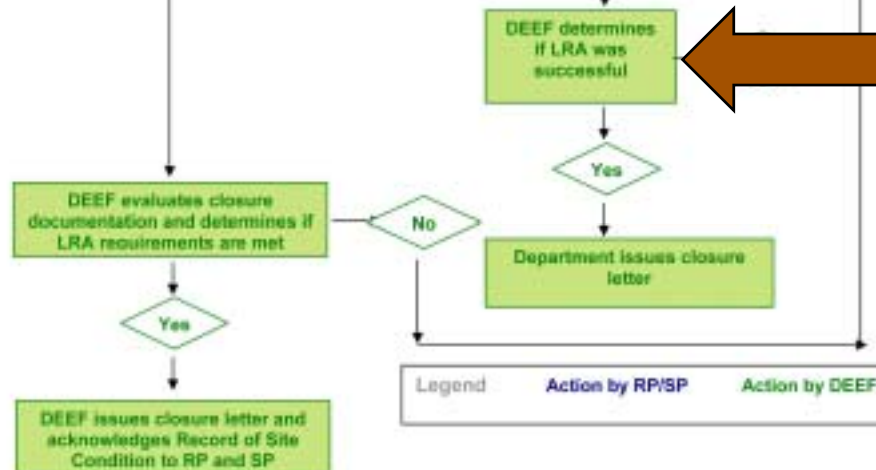 DEEF determines
if LRA was
successful
Yes
DEEF evaluates closure
documentation and determines if
LRA requirements are met
No
Department issues closure
letter
Yes
Legend Action by RP/SP Action by DEEF
DEEF issues closure letter and
acknowledges Record of Site
Condition to RP and SP